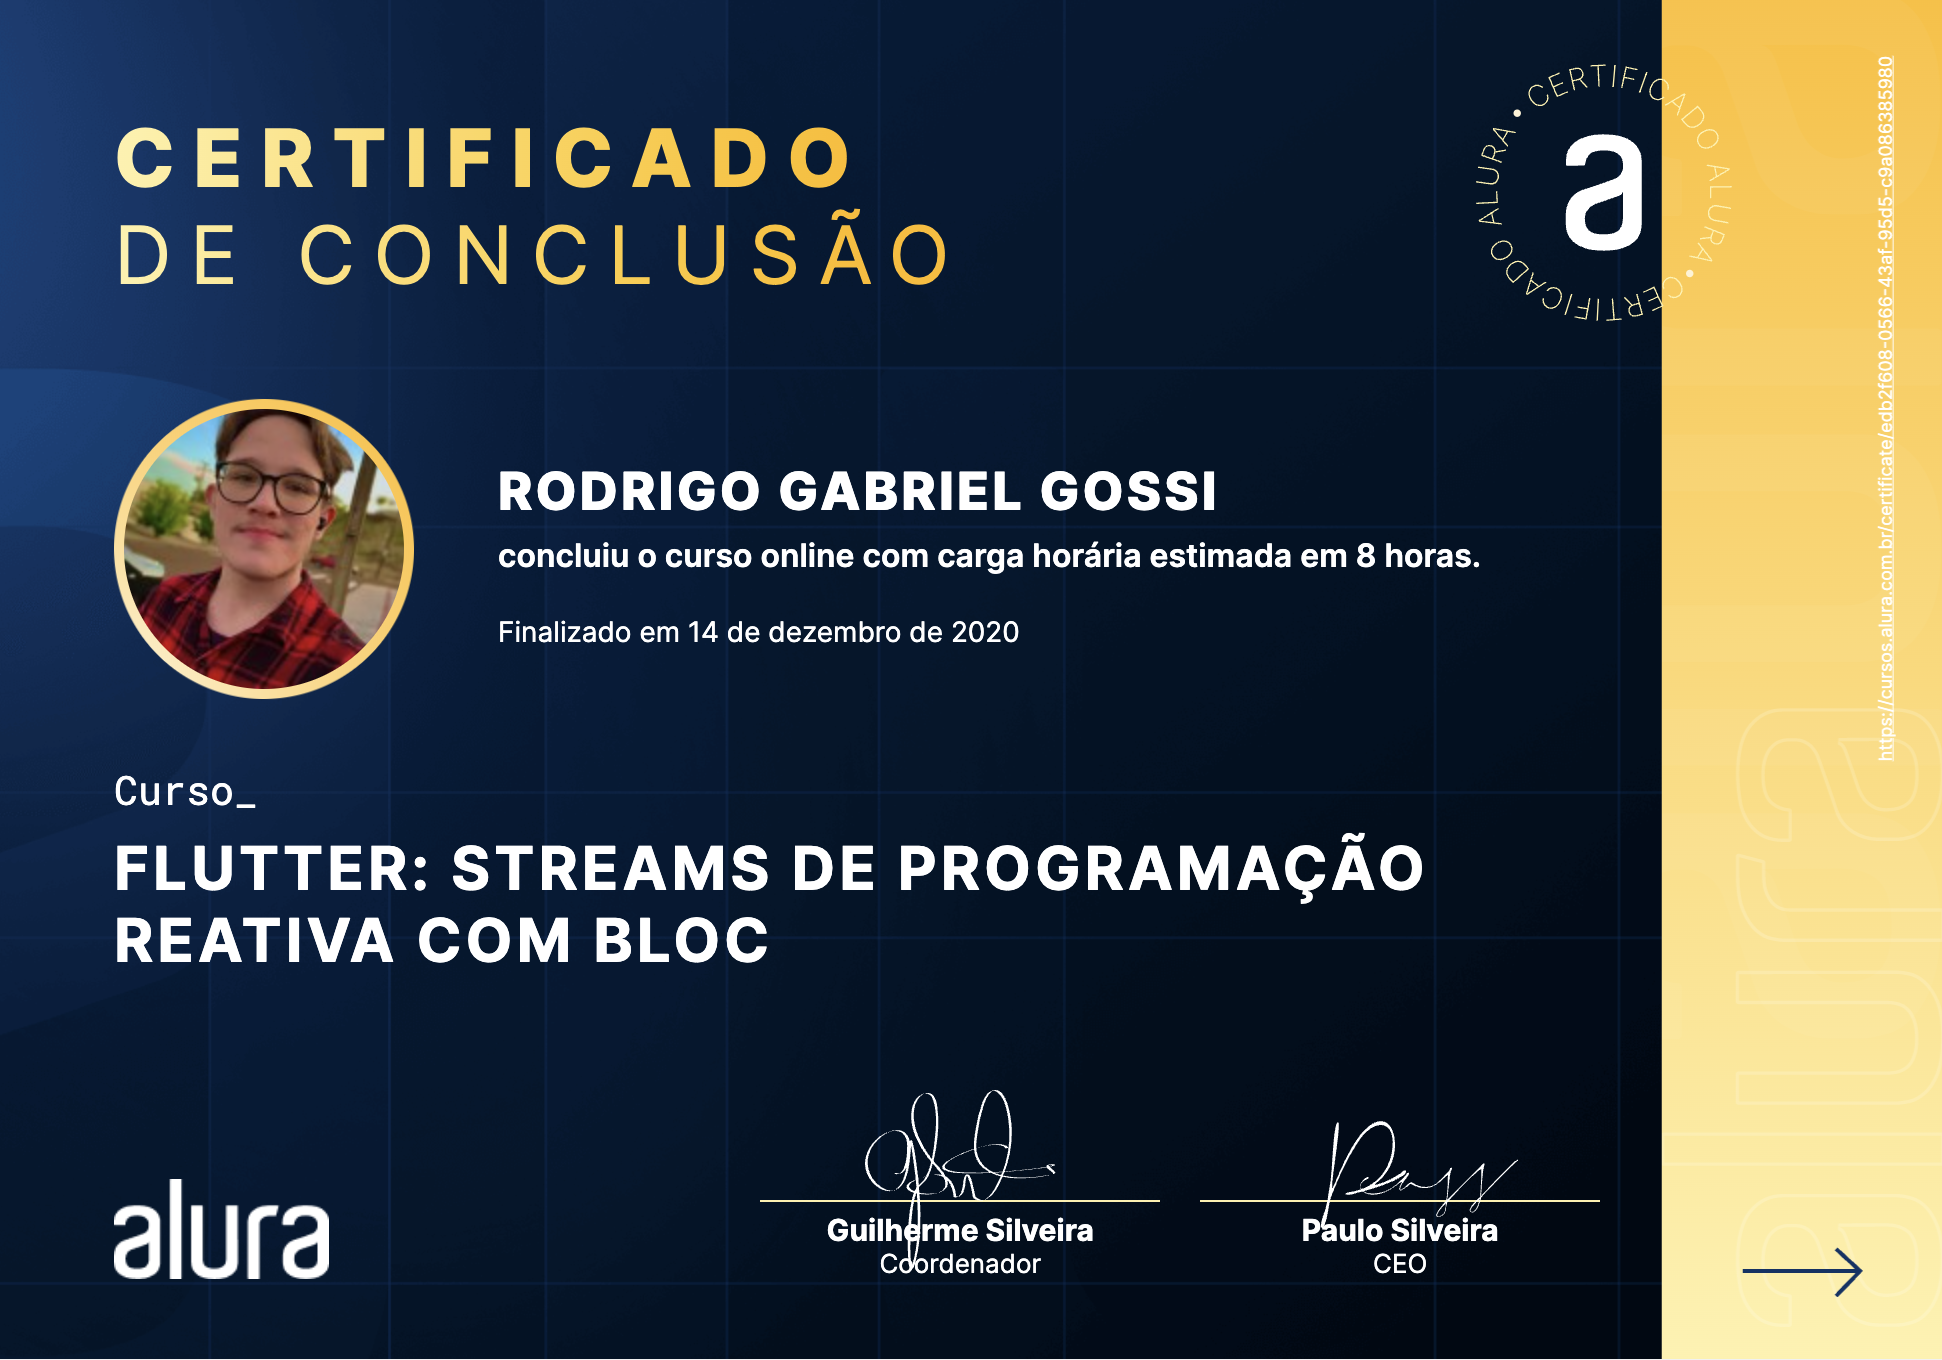 CERTIFICADO
DE CONCLUSÃO
CERTIFICADO ALURA • CERTIFICADO ALURA •
a
https://cursos.alura.com.br/certificate/edb2f608-0566-43af-95d5-c9a086385980
RODRIGO GABRIEL GOSSI
concluiu o curso online com carga horária estimada em 8 horas.
Finalizado em 14 de dezembro de 2020
Curso_
FLUTTER: STREAMS DE PROGRAMAÇÃO
REATIVA COM BLOC
alura
Guilherme Silveira
Coordenador
Paulo Silveira
CEO
alura